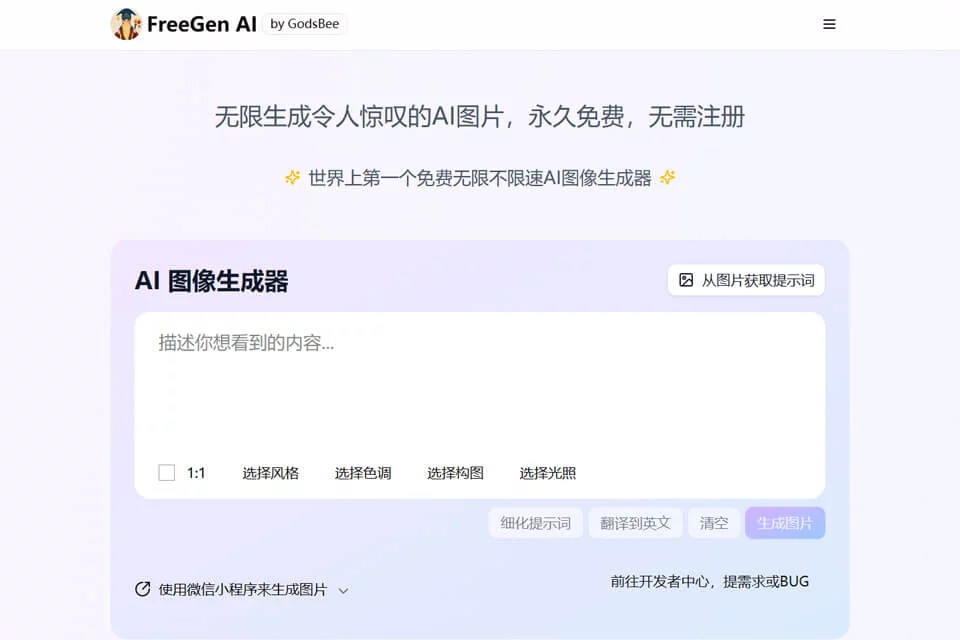 FreeGen AI by GodsBee
无限生成令人惊叹的AI图片，永久免费，无需注册
世界上第一个免费无限不限速AI图像生成器
AI 图像生成器
从图片获取提示词
描述你想看到的内容...
1:1 选择风格 选择色调 选择构图 选择光照
细化提示词 翻译到英文 清空 生成图片
使用微信小程序来生成图片
前往开发者中心，提需求或BUG